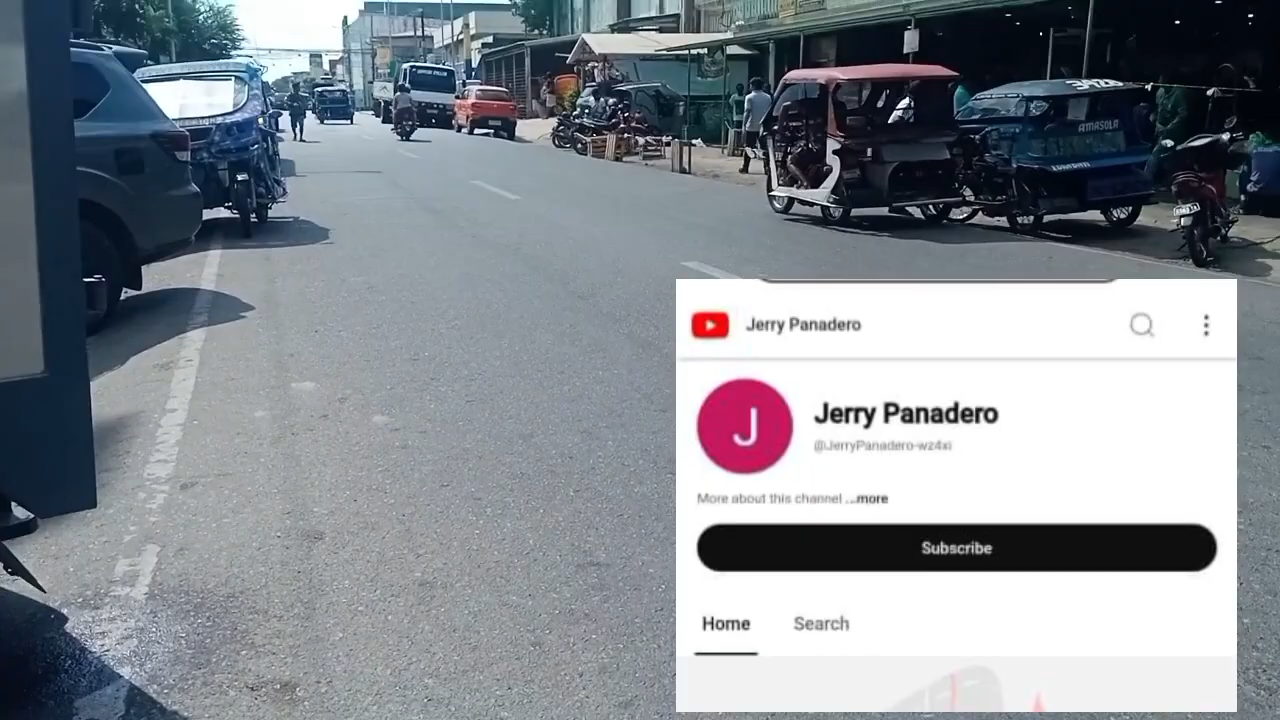 AMASOLA
Jerry Panadero
Jerry Panadero
@JerryPanadero-wz4xi
J
More about this channel ...more
Subscribe
Home
Search